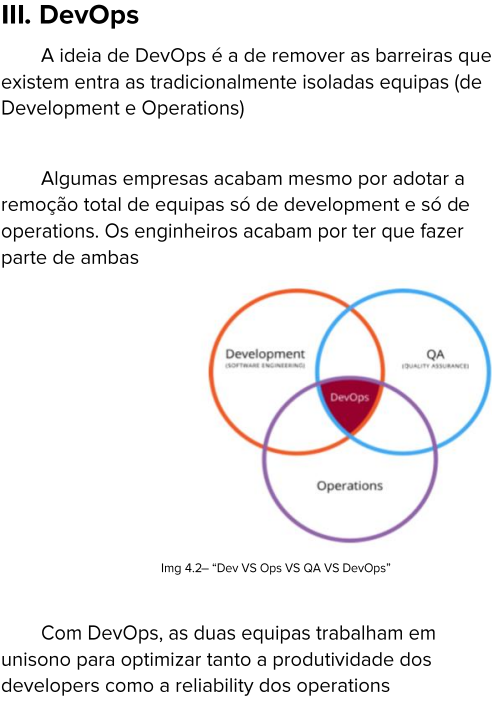 III. DevOps
A ideia de DevOps é a de remover as barreiras que
existem entra as tradicionalmente isoladas equipas (de
Development e Operations)
Algumas empresas acabam mesmo por adotar a
remoção total de equipas só de development e só de
operations. Os enginheiros acabam por ter que fazer
parte de ambas
Development
(SOFTWARE ENGINEERING)
QA
(QUALITY ASSURANCE)
DevOps
Operations
Img 4.2– “Dev VS Ops VS QA VS DevOps”
Com DevOps, as duas equipas trabalham em
unisono para optimizar tanto a produtividade dos
developers como a reliability dos operations